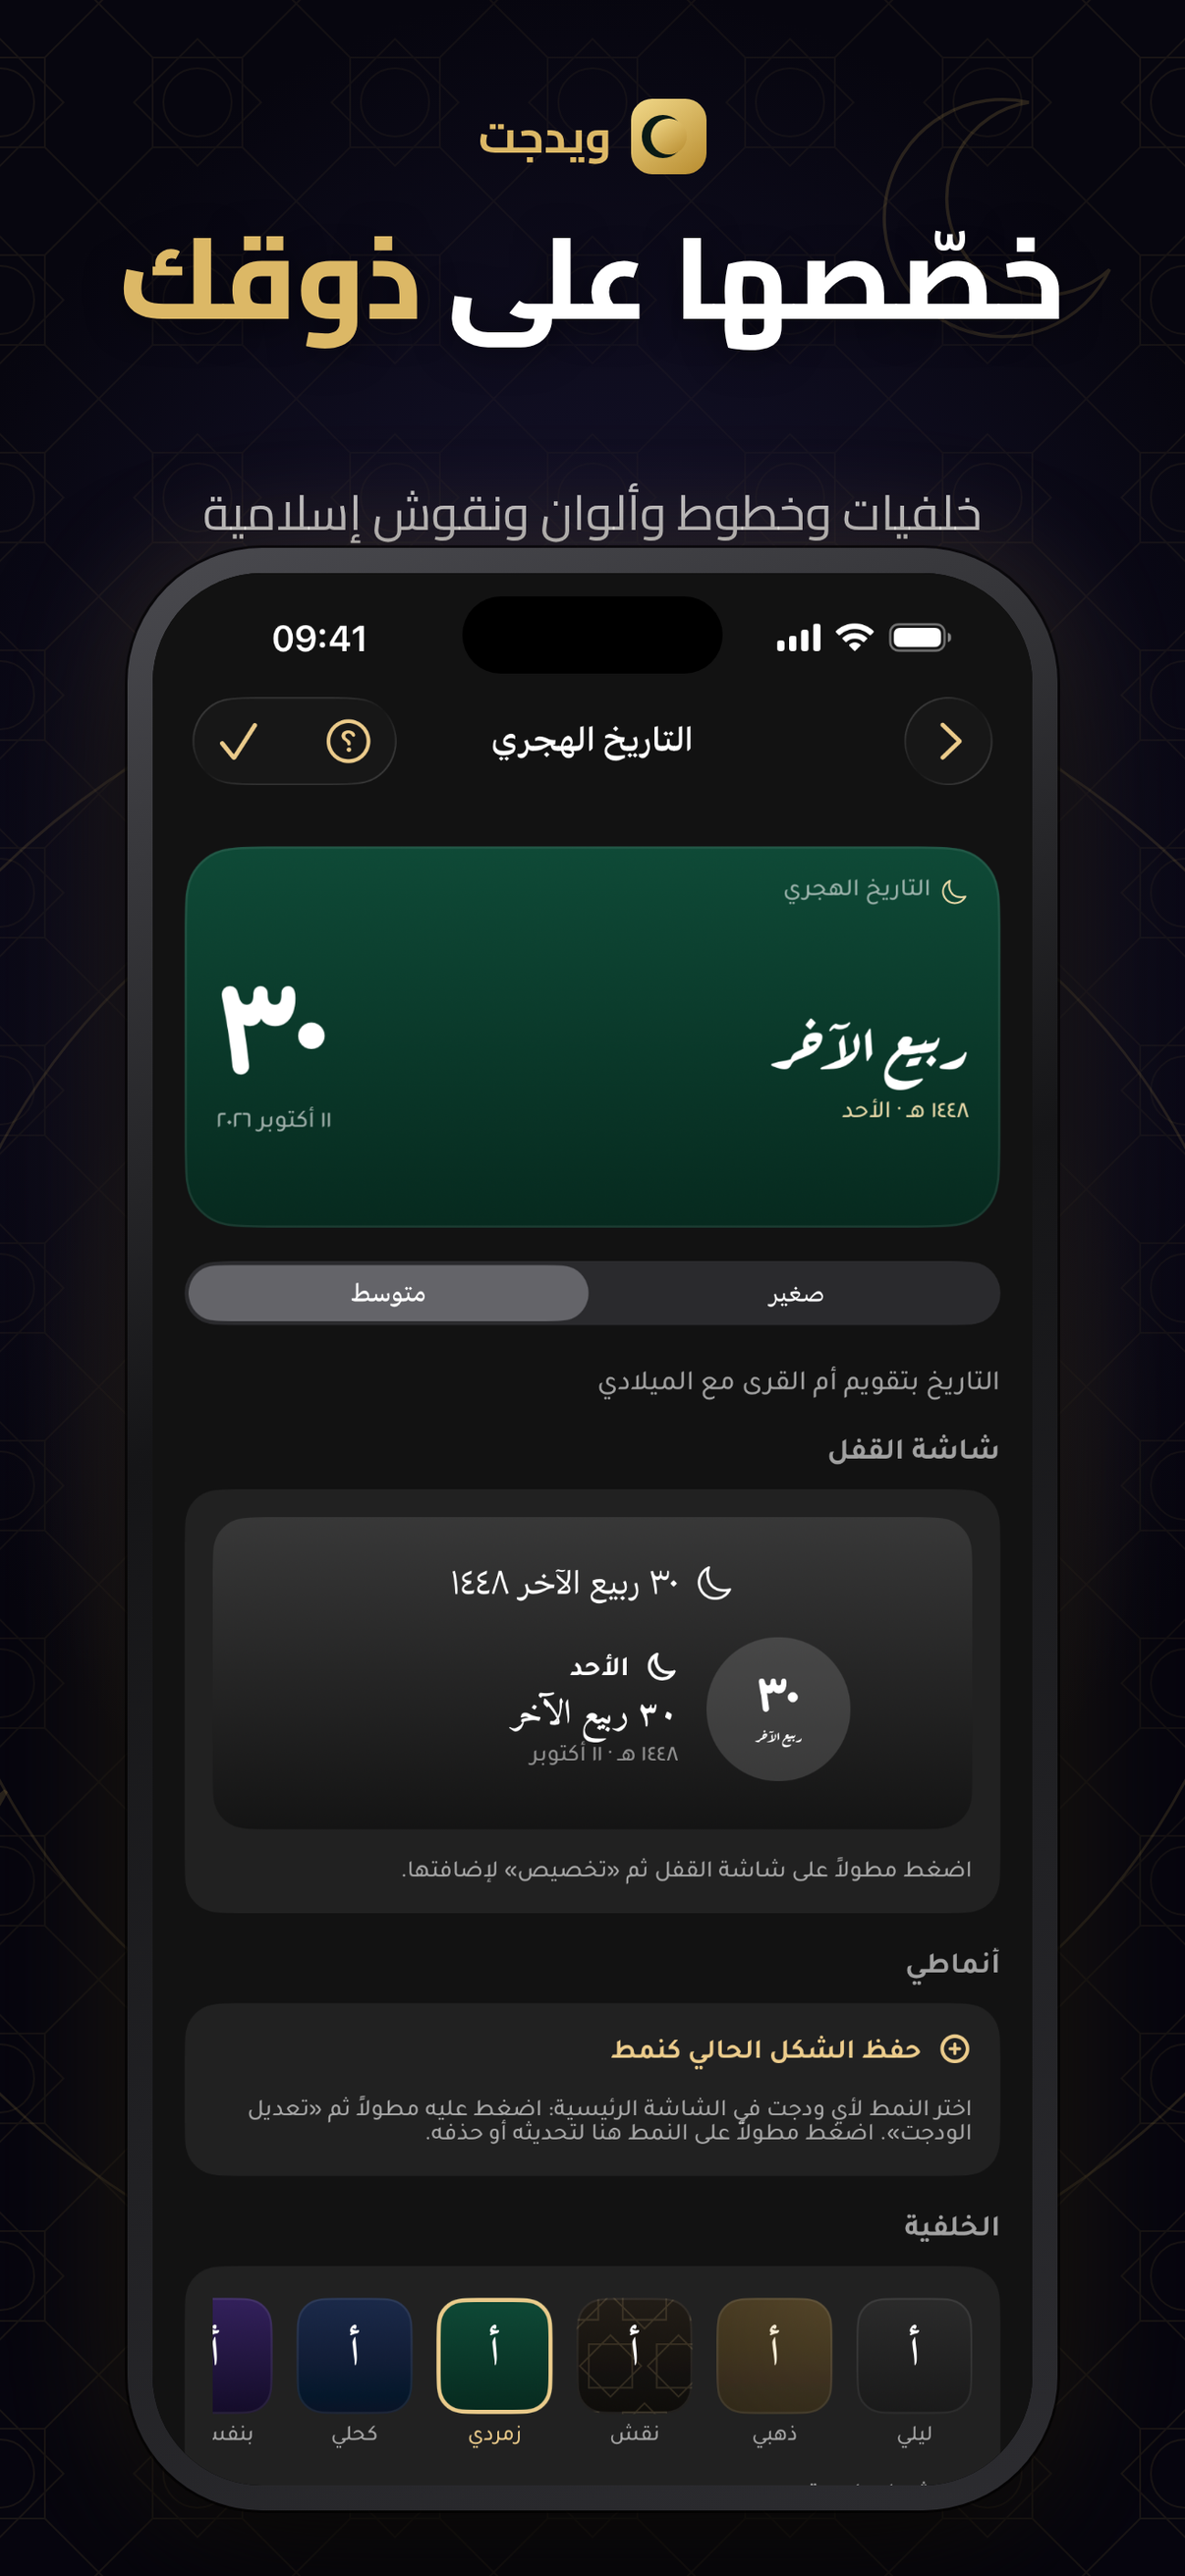 ويدجت
خصّصها على ذوقك
خلفيات وخطوط وألوان ونقوش إسلامية
09:41
التاريخ الهجري
؟
التاريخ الهجري
ربيع الآخر
١٤٤٨ هـ · الأحد
٣٠
١١ أكتوبر ٢٠٢٦
صغير
متوسط
التاريخ بتقويم أم القرى مع الميلادي
شاشة القفل
٣٠ ربيع الآخر ١٤٤٨
٣٠
ربيع الآخر
الأحد
٣٠ ربيع الآخر
١٤٤٨ هـ · ١١ أكتوبر
اضغط مطولاً على شاشة القفل ثم «تخصيص» لإضافتها.
أنماطي
حفظ الشكل الحالي كنمط
اختر النمط لأي ودجت في الشاشة الرئيسية: اضغط عليه مطولاً ثم «تعديل
الودجت». اضغط مطولاً على النمط هنا لتحديثه أو حذفه.
الخلفية
أ أ أ أ أ أ
ليلي ذهبي نقش زمردي كحلي بنفس